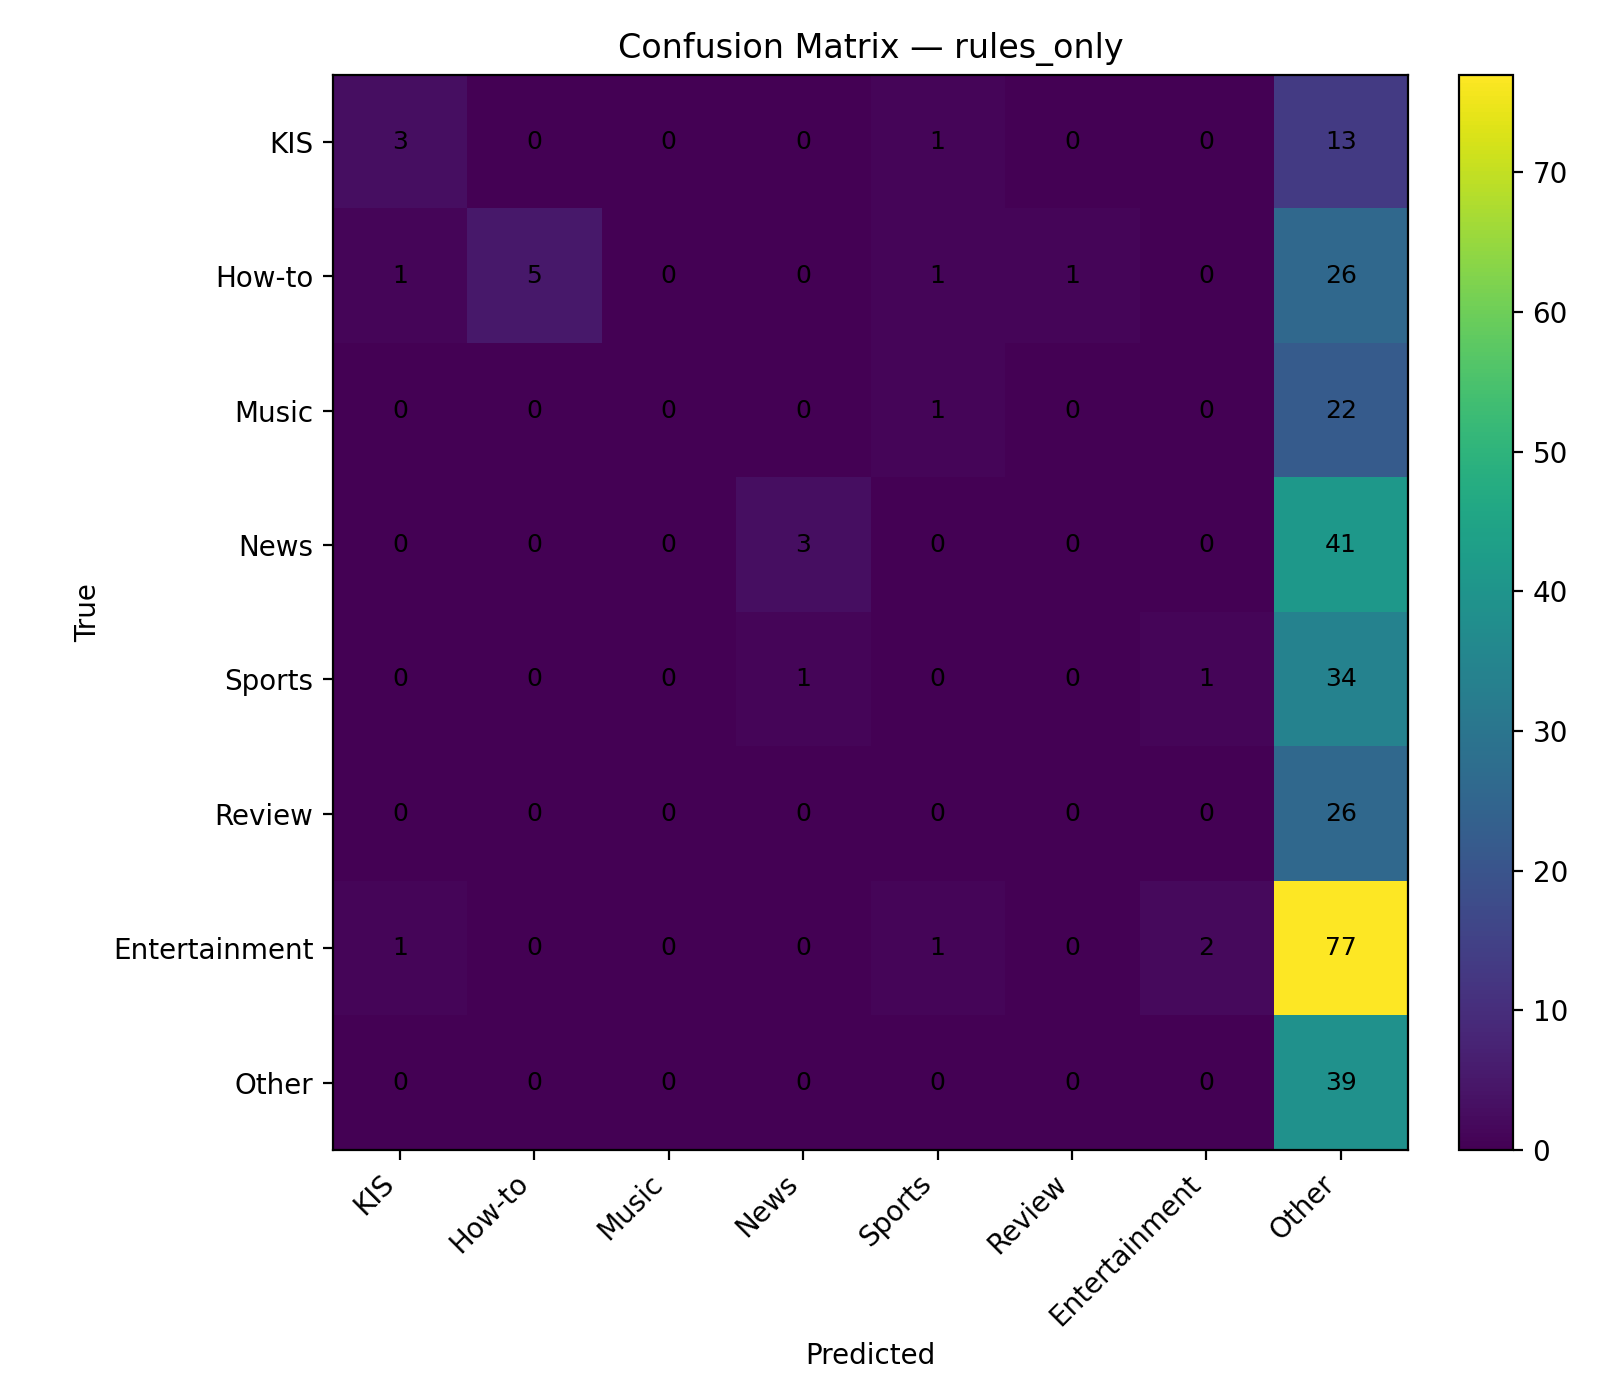 Confusion Matrix — rules_only
KIS 3 0 0 0 1 0 0 13
How-to 1 5 0 0 1 1 0 26
Music 0 0 0 0 1 0 0 22
News 0 0 0 3 0 0 0 41
Sports 0 0 0 1 0 0 1 34
Review 0 0 0 0 0 0 0 26
Entertainment 1 0 0 0 1 0 2 77
Other 0 0 0 0 0 0 0 39
True
KIS How-to Music News Sports Review Entertainment Other
Predicted
70
60
50
40
30
20
10
0